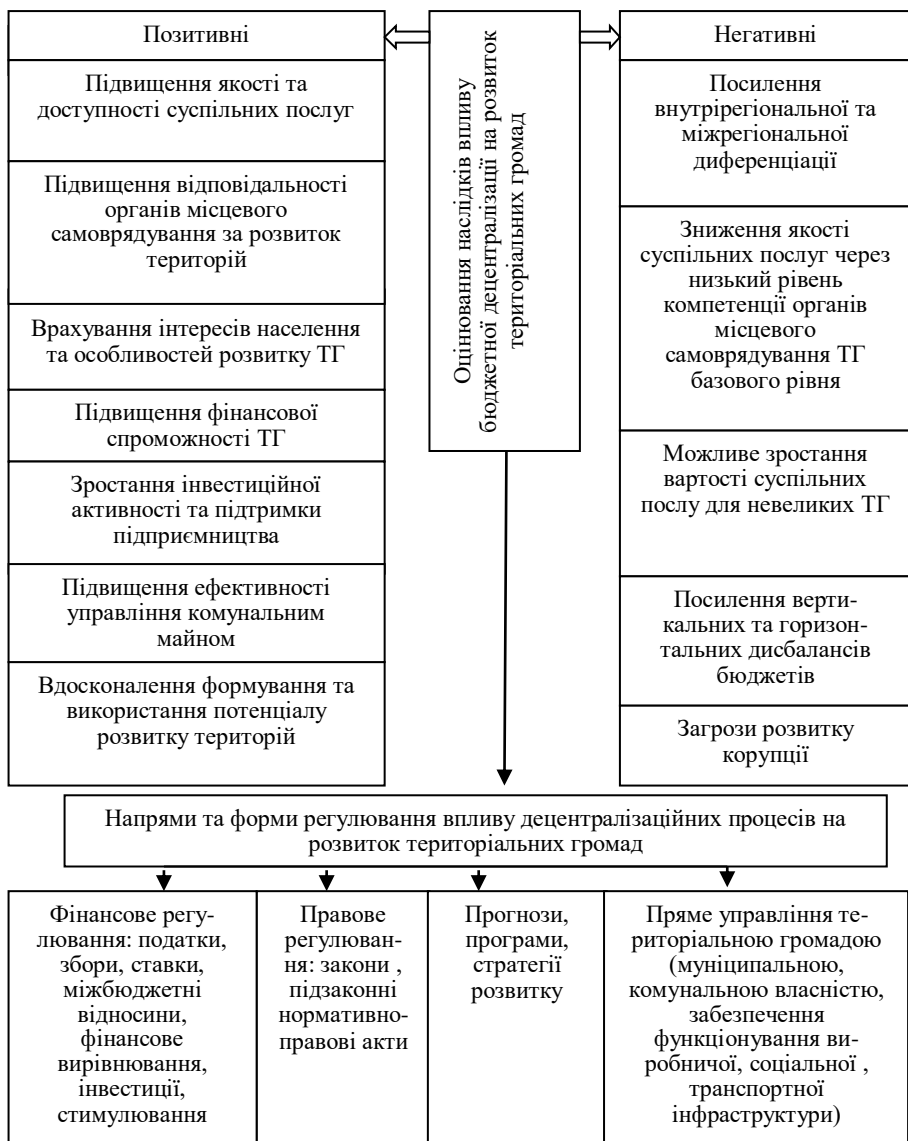 Позитивні
Підвищення якості та
доступності суспільних послуг
Підвищення відповідальності
органів місцевого
самоврядування за розвиток
територій
Врахування інтересів населення
та особливостей розвитку ТГ
Підвищення фінансової
спроможності ТГ
Зростання інвестиційної
активності та підтримки
підприємництва
Підвищення ефективності
управління комунальним
майном
Вдосконалення формування та
використання потенціалу
розвитку територій
Оцінювання наслідків впливу
бюджетної децентралізації на розвиток
територіальних громад
Негативні
Посилення
внутрірегіональної та
міжрегіональної
диференціації
Зниження якості
суспільних послуг через
низький рівень
компетенції органів
місцевого
самоврядування ТГ
базового рівня
Можливе зростання
вартості суспільних
послу для невеликих ТГ
Посилення верти-
кальних та горизон-
тальних дисбалансів
бюджетів
Загрози розвитку
корупції
Напрями та форми регулювання впливу децентралізаційних процесів на
розвиток територіальних громад
Фінансове регу-
лювання: податки,
збори, ставки,
міжбюджетні
відносини,
фінансове
вирівнювання,
інвестиції,
стимулювання
Правове
регулюван-
ня: закони ,
підзаконні
нормативно-
правові акти
Прогнози,
програми,
стратегії
розвитку
Пряме управління те-
риторіальною громадою
(муніципальною,
комунальною власністю,
забезпечення
функціонування ви-
робничої, соціальної ,
транспортної
інфраструктури)